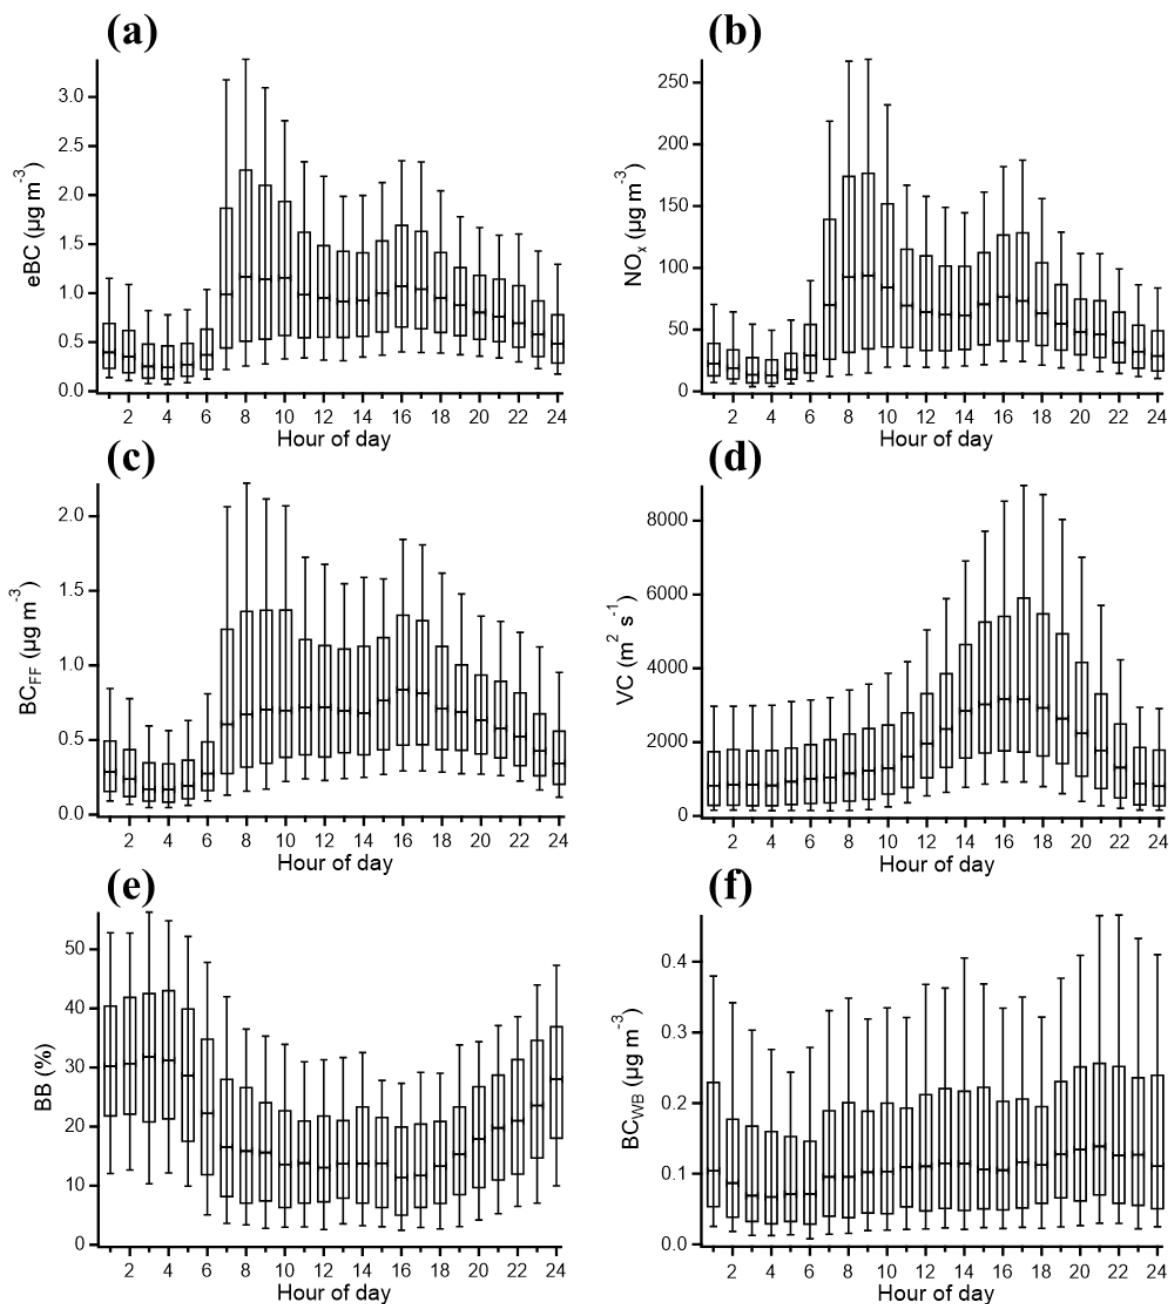 (a)
eBC (µg m-3)
3.0
2.5
2.0
1.5
1.0
0.5
0.0
2 4 6 8 10 12 14 16 18 20 22 24
Hour of day
(b)
NOx (µg m-3)
250
200
150
100
50
0
2 4 6 8 10 12 14 16 18 20 22 24
Hour of day
(c)
BCFF (µg m-3)
2.0
1.5
1.0
0.5
0.0
2 4 6 8 10 12 14 16 18 20 22 24
Hour of day
(d)
VC (m2 s-1)
8000
6000
4000
2000
0
2 4 6 8 10 12 14 16 18 20 22 24
Hour of day
(e)
BB (%)
50
40
30
20
10
0
2 4 6 8 10 12 14 16 18 20 22 24
Hour of day
(f)
BCWB (µg m-3)
0.4
0.3
0.2
0.1
0.0
2 4 6 8 10 12 14 16 18 20 22 24
Hour of day